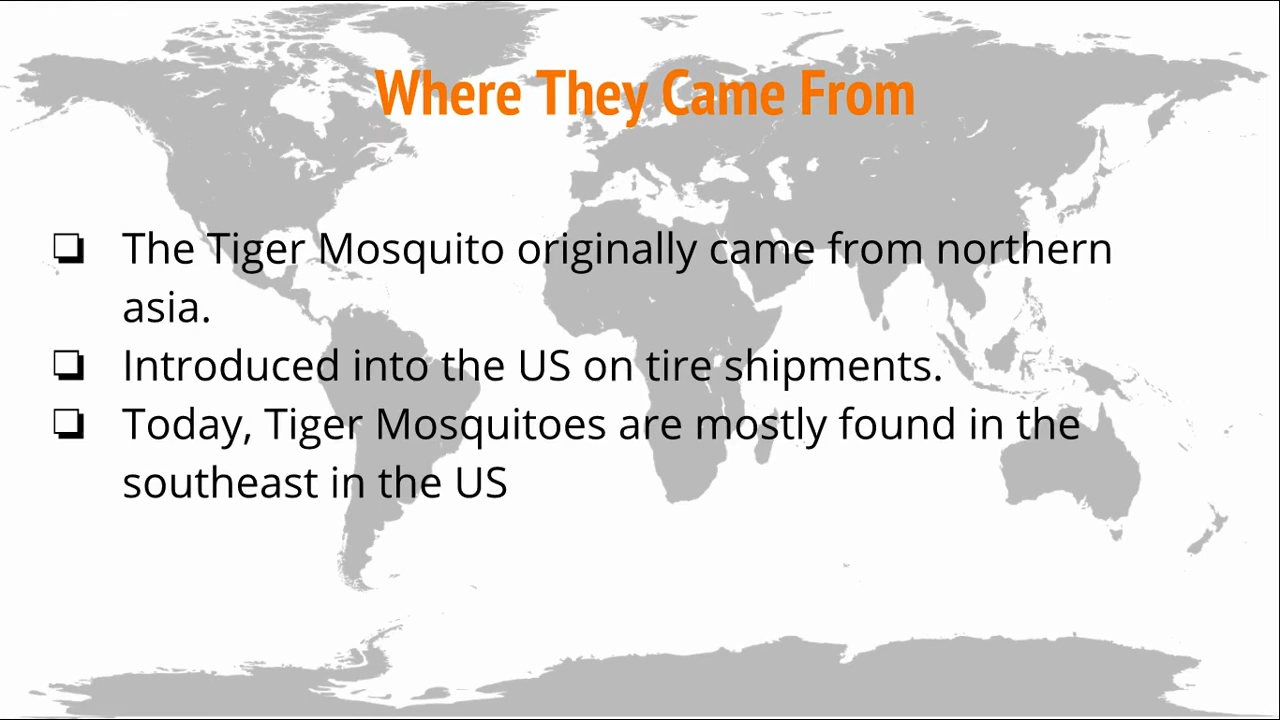 Where They Came From
❏ The Tiger Mosquito originally came from northern
asia.
❏ Introduced into the US on tire shipments.
❏ Today, Tiger Mosquitoes are mostly found in the
southeast in the US